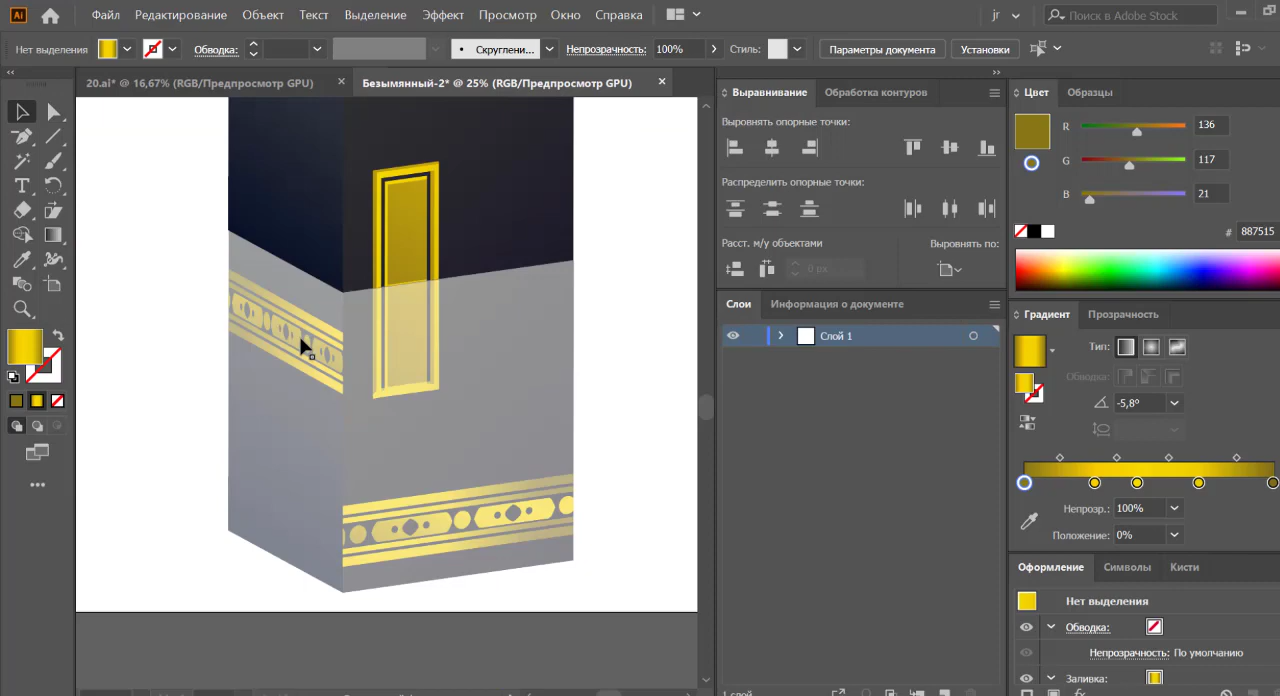 Ai
Файл Редактирование Объект Текст Выделение Эффект Просмотр Окно Справка
jr
Поиск в Adobe Stock
Нет выделения
Обводка:
Скруглени...
Непрозрачность: 100%
Стиль:
Параметры документа
Установки
20.ai* @ 16,67% (RGB/Предпросмотр GPU)
Безымянный-2* @ 25% (RGB/Предпросмотр GPU)
Выравнивание
Обработка контуров
Выровнять опорные точки:
Распределить опорные точки:
Расст. м/у объектами
Выровнять по:
0 px
Слои
Информация о документе
Слой 1
Цвет
Образцы
R 136
G 117
B 21
# 887515
Градиент
Прозрачность
Тип:
Обводка:
-5,8°
Непрозр.: 100%
Положение: 0%
Оформление
Символы
Кисти
Нет выделения
Обводка:
Непрозрачность: По умолчанию
Заливка: